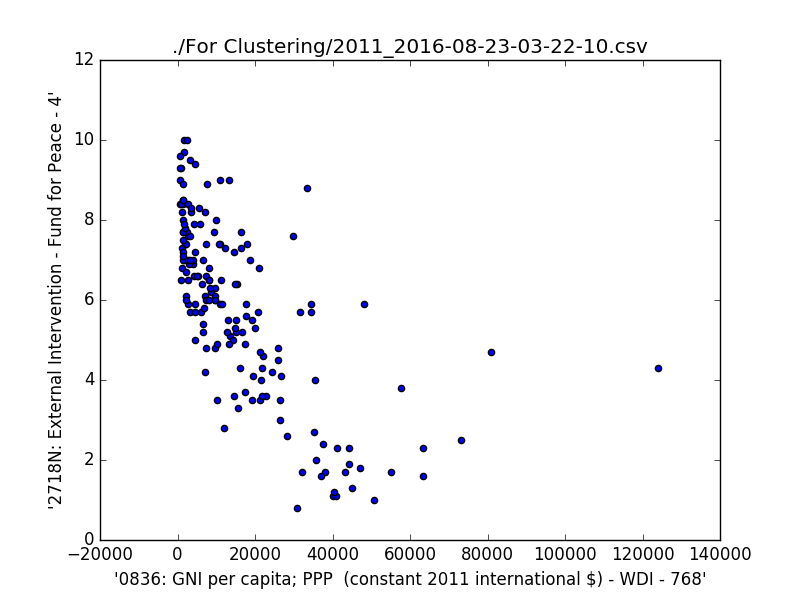 ./For Clustering/2011_2016-08-23-03-22-10.csv
12
10
8
6
4
2
0
'2718N: External Intervention - Fund for Peace - 4'
−20000 0 20000 40000 60000 80000 100000 120000 140000
'0836: GNI per capita; PPP  (constant 2011 international $) - WDI - 768'